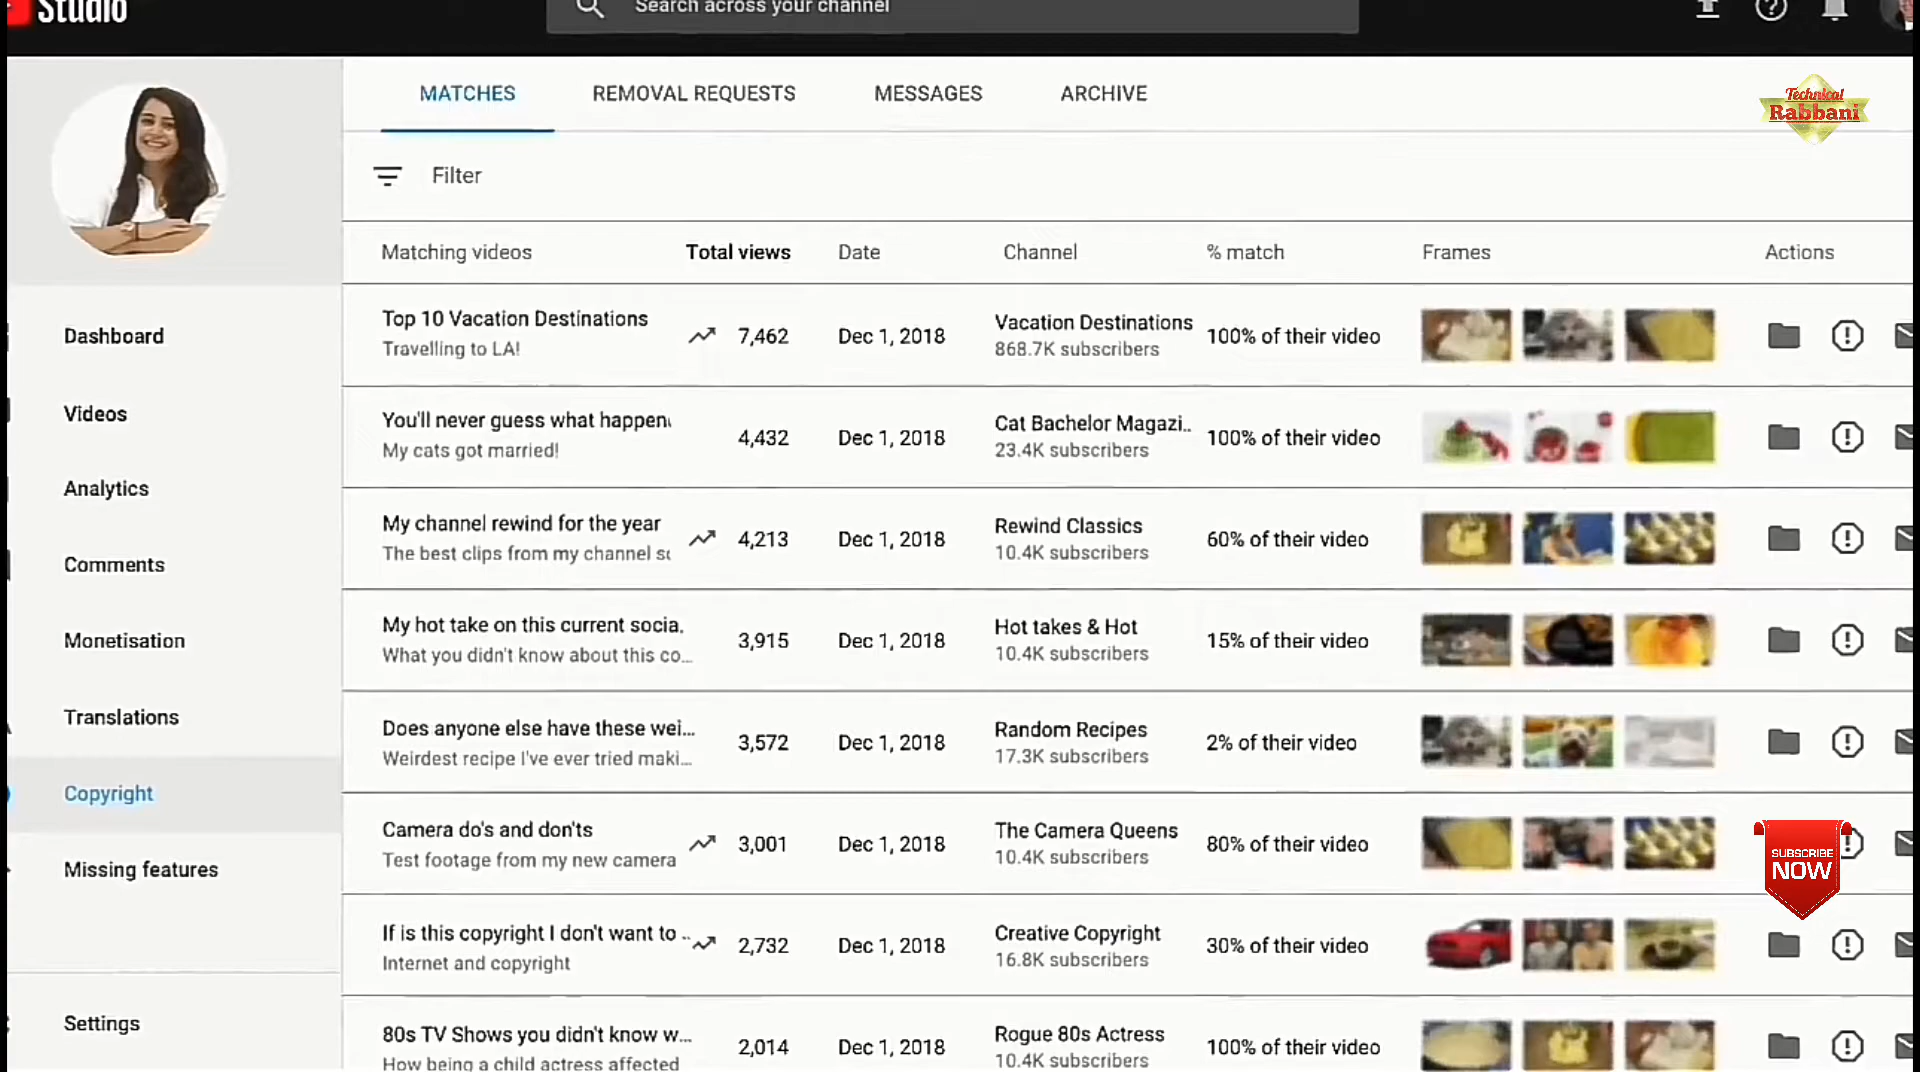 Studio
Search across your channel
MATCHES REMOVAL REQUESTS MESSAGES ARCHIVE
Technical
Rabbani
Filter
Matching videos Total views Date Channel % match Frames Actions
Top 10 Vacation Destinations 7,462 Dec 1, 2018 Vacation Destinations 100% of their video
Travelling to LA! 868.7K subscribers
Dashboard
Videos
You'll never guess what happen 4,432 Dec 1, 2018 Cat Bachelor Magazi.. 100% of their video
My cats got married! 23.4K subscribers
Analytics
My channel rewind for the year 4,213 Dec 1, 2018 Rewind Classics 60% of their video
The best clips from my channel 10.4K subscribers
Comments
My hot take on this current 3,915 Dec 1, 2018 Hot takes & Hot 15% of their video
What you didn't know about this co... 10.4K subscribers
Monetisation
Translations
Does anyone else have these wei... 3,572 Dec 1, 2018 Random Recipes 2% of their video
Weirdest recipe I've ever tried maki... 17.3K subscribers
Copyright
Camera do's and don'ts 3,001 Dec 1, 2018 The Camera Queens 80% of their video
Test footage from my new camera 10.4K subscribers
SUBSCRIBE
NOW
Missing features
If is this copyright I don't want to .. 2,732 Dec 1, 2018 Creative Copyright 30% of their video
Internet and copyright 16.8K subscribers
Settings
80s TV Shows you didn't know w... 2,014 Dec 1, 2018 Rogue 80s Actress 100% of their video
How being a child actress affected 10.4K subscribers